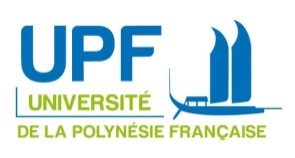 UPF
UNIVERSITÉ
DE LA POLYNÉSIE FRANÇAISE